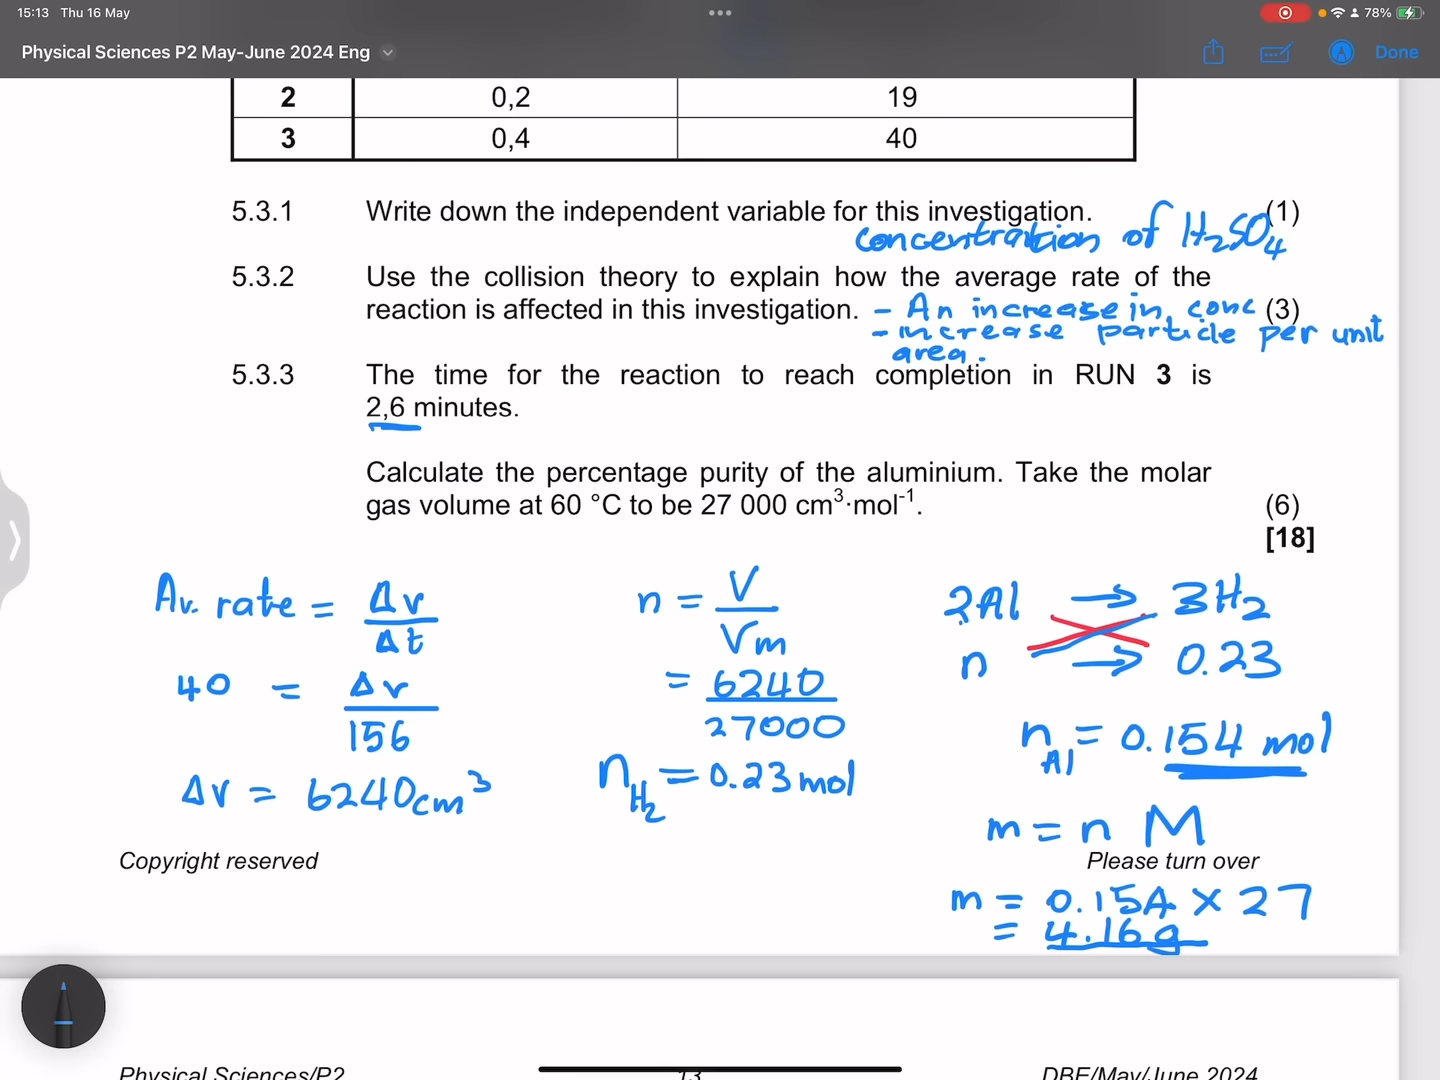 15:13 Thu 16 May
78%
Physical Sciences P2 May-June 2024 Eng
Done
2 0,2 19
3 0,4 40
5.3.1 Write down the independent variable for this investigation. (1)
concentration of H₂SO₄
5.3.2 Use the collision theory to explain how the average rate of the
reaction is affected in this investigation. (3)
- An increase in conc
- increase particle per unit
area.
5.3.3 The time for the reaction to reach completion in RUN 3 is
2,6 minutes.
Calculate the percentage purity of the aluminium. Take the molar
gas volume at 60 °C to be 27 000 cm³·mol⁻¹. (6)
[18]
Av. rate = Δv/Δt
40 = Δv/156
Δv = 6240cm³
n = V/Vm
= 6240/27000
n H₂ = 0.23mol
2Al → 3H₂
n → 0.23
n Al = 0.154 mol
m = n M
Copyright reserved Please turn over
m = 0.154 × 27
= 4.16g
Physical Sciences/P2 13 DBE/May/June 2024